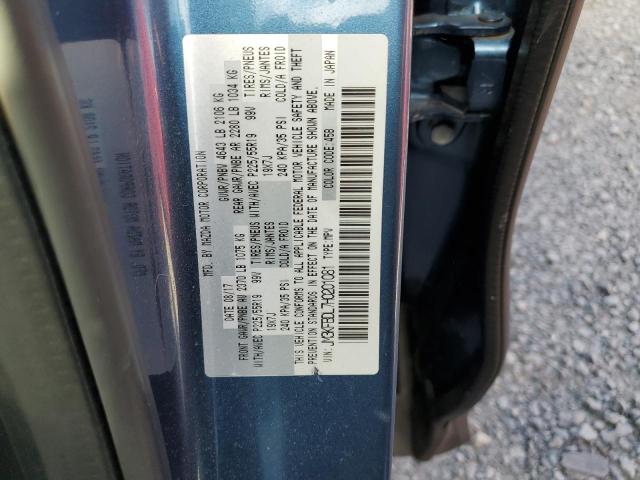 MFD. BY MAZDA MOTOR CORPORATION
DATE 08/17 GVWR/PNBV 4643 LB 2106 KG
FRONT GAWR/PNBE AV 2370 LB 1075 KG REAR GAWR/PNBE AR 2280 LB 1034 KG
WITH/AVEC P225/55R19 99V TIRES/PNEUS WITH/AVEC P225/55R19 99V TIRES/PNEUS
19X7J RIMS/JANTES 19X7J RIMS/JANTES
240 KPA/35 PSI COLD/A FROID 240 KPA/35 PSI COLD/A FROID
THIS VEHICLE CONFORMS TO ALL APPLICABLE FEDERAL MOTOR VEHICLE SAFETY AND THEFT
PREVENTION STANDARDS IN EFFECT ON THE DATE OF MANUFACTURE SHOWN ABOVE.
VIN: JM3KFBDL7H0201081 TYPE: MPV COLOR CODE: 45B MADE IN JAPAN